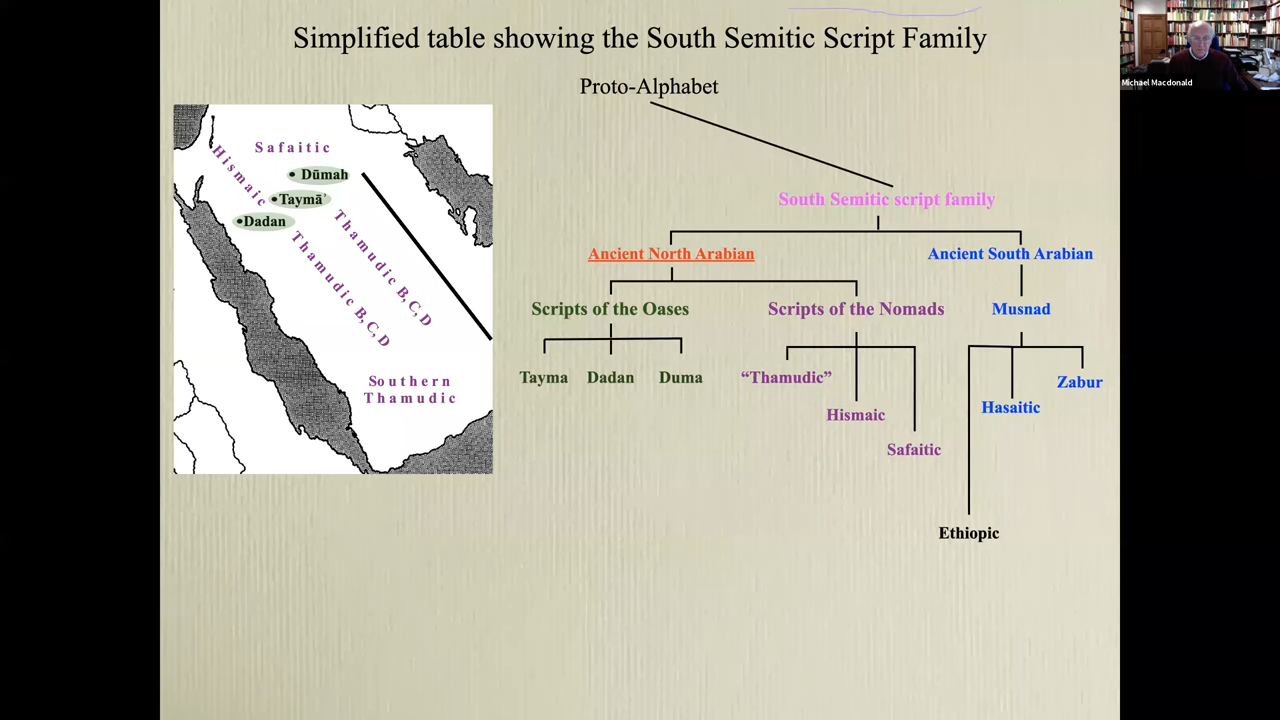 Simplified table showing the South Semitic Script Family
Proto-Alphabet
South Semitic script family
Ancient North Arabian
Ancient South Arabian
Scripts of the Oases
Scripts of the Nomads
Musnad
Tayma
Dadan
Duma
“Thamudic”
Hismaic
Safaitic
Zabur
Hasaitic
Ethiopic
Safaitic
Hismaic
• Dūmah
•Taymāʾ
•Dadan
Thamudic B,C,D
Thamudic B,C,D
Southern
Thamudic
Michael Macdonald